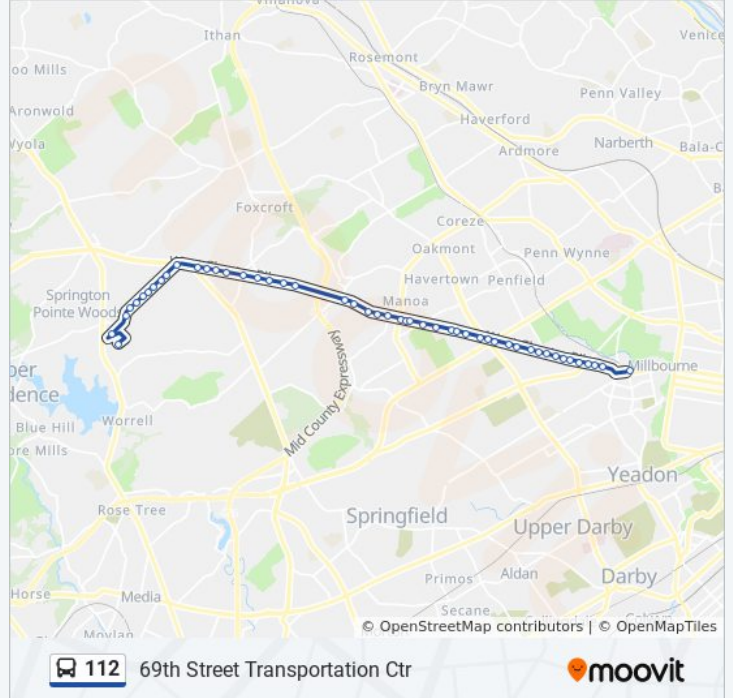 Villanova
Ithan
Venice
Rosemont
oo Mills
Bryn Mawr
Penn Valley
Aronwold
Haverford
Ardmore
Narberth
Bala-C
Wyola
Foxcroft
Coreze
Oakmont
Penn Wynne
Havertown
Penfield
Springton
Pointe Woods
Manoa
Millbourne
Mid County Expressway
per
dence
Worrell
Blue Hill
ore Mills
Yeadon
Rose Tree
Springfield
Upper Darby
Primos
Aldan
Darby
Horse
Media
Secane
Moylan
© OpenStreetMap contributors | © OpenMapTiles
112
69th Street Transportation Ctr
moovit